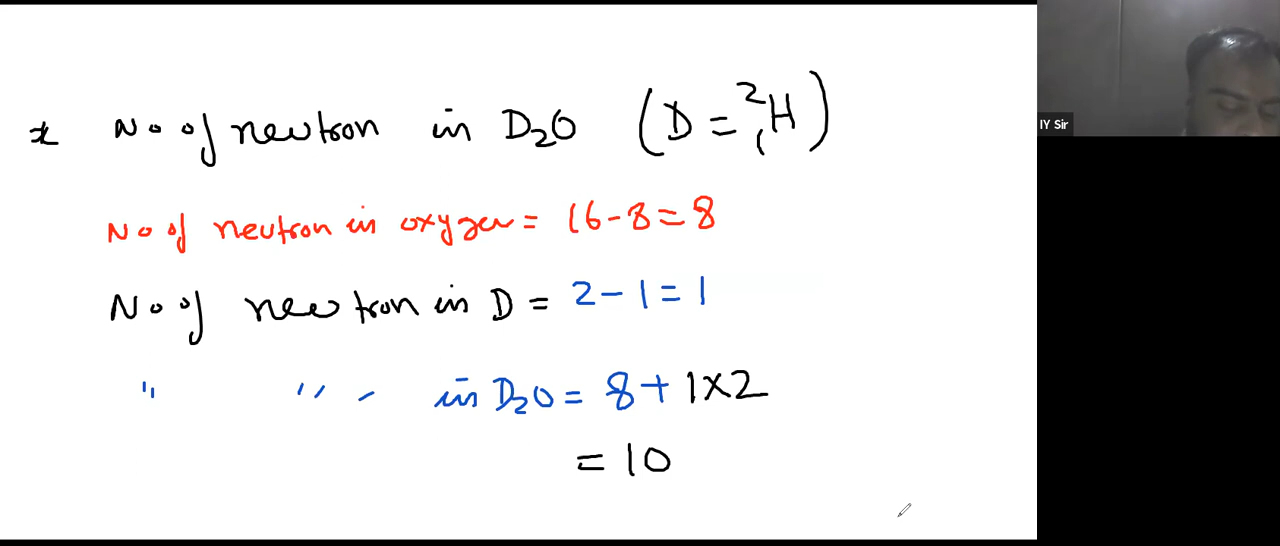 x No of neutron in D₂O (D = ²₁H)
IY Sir
No of neutron in oxygen = 16 - 8 = 8
No of neutron in D = 2 - 1 = 1
" " - in D₂O = 8 + 1 × 2
= 10